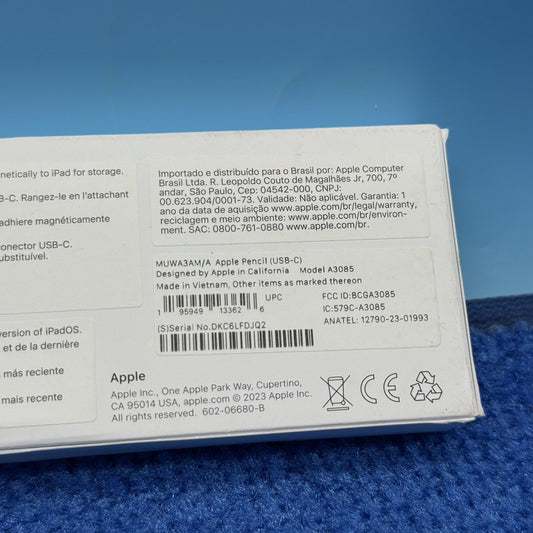 netically to iPad for storage.
B-C. Rangez-le en l'attachant
adhiere magnéticamente
conector USB-C.
substituível.
version of iPadOS.
et de la dernière
más reciente
mais recente
Importado e distribuído para o Brasil por: Apple Computer
Brasil Ltda. R. Leopoldo Couto de Magalhães Jr, 700, 7º
andar, São Paulo, Cep: 04542-000, CNPJ:
00.623.904/0001-73. Validade: Não aplicável. Garantia: 1
ano da data de aquisição www.apple.com/br/legal/warranty,
reciclagem e meio ambiente: www.apple.com/br/environ-
ment. SAC: 0800-761-0880 www.apple.com/br.
MUWA3AM/A Apple Pencil (USB-C)
Designed by Apple in California Model A3085
Made in Vietnam, Other items as marked thereon
1 95949 13362 6 UPC
FCC ID:BCGA3085
IC:579C-A3085
ANATEL: 12790-23-01993
(S)Serial No.DKC6LFDJQ2
Apple
Apple Inc., One Apple Park Way, Cupertino,
CA 95014 USA, apple.com © 2023 Apple Inc.
All rights reserved. 602-06680-B
CE